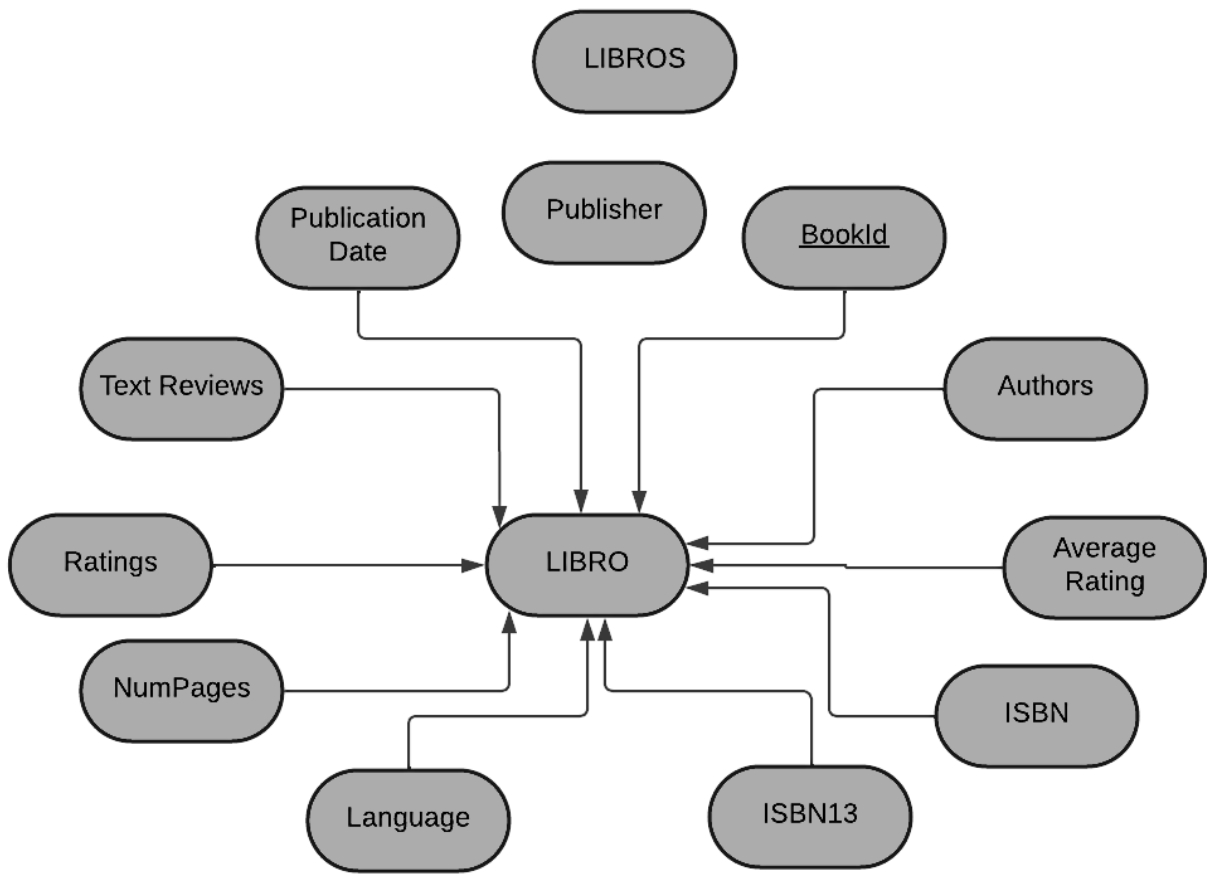 LIBROS
Publisher
Publication
Date
BookId
Text Reviews
Authors
Ratings
LIBRO
Average
Rating
NumPages
ISBN
Language
ISBN13